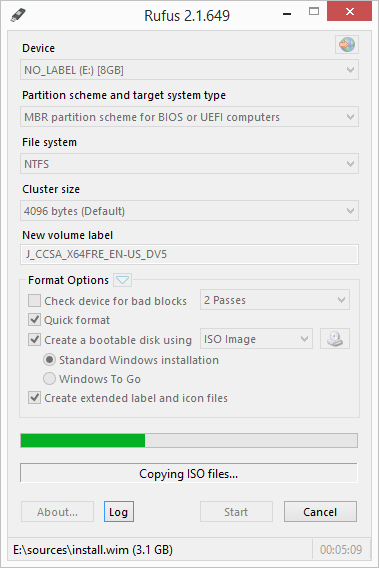 Rufus 2.1.649
Device
NO_LABEL (E:) [8GB]
Partition scheme and target system type
MBR partition scheme for BIOS or UEFI computers
File system
NTFS
Cluster size
4096 bytes (Default)
New volume label
J_CCSA_X64FRE_EN-US_DV5
Format Options
Check device for bad blocks 2 Passes
Quick format
Create a bootable disk using ISO Image
Standard Windows installation
Windows To Go
Create extended label and icon files
Copying ISO files...
About... Log Start Cancel
E:\sources\install.wim (3.1 GB) 00:05:09